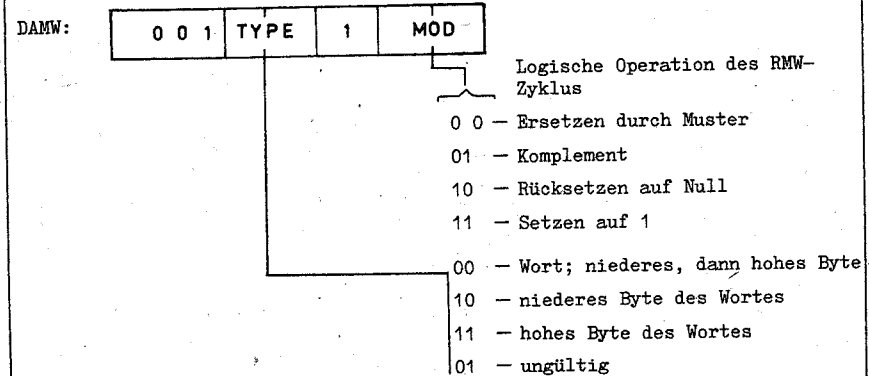 DAMW: 0 0 1 TYPE 1 MOD
Logische Operation des RMW-
Zyklus
0 0 — Ersetzen durch Muster
01 — Komplement
10 — Rücksetzen auf Null
11 — Setzen auf 1
00 — Wort; niederes, dann hohes Byte
10 — niederes Byte des Wortes
11 — hohes Byte des Wortes
01 — ungültig